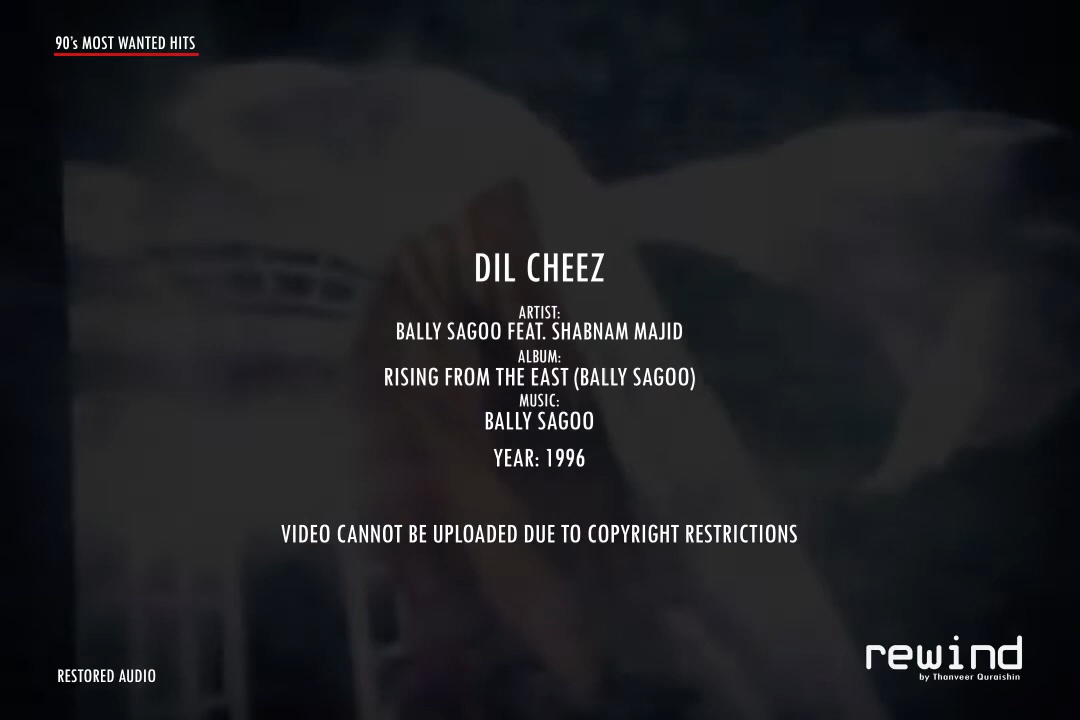 90's MOST WANTED HITS
DIL CHEEZ
ARTIST:
BALLY SAGOO FEAT. SHABNAM MAJID
ALBUM:
RISING FROM THE EAST (BALLY SAGOO)
MUSIC:
BALLY SAGOO
YEAR: 1996
VIDEO CANNOT BE UPLOADED DUE TO COPYRIGHT RESTRICTIONS
RESTORED AUDIO
rewind
by Thanveer Quraishin